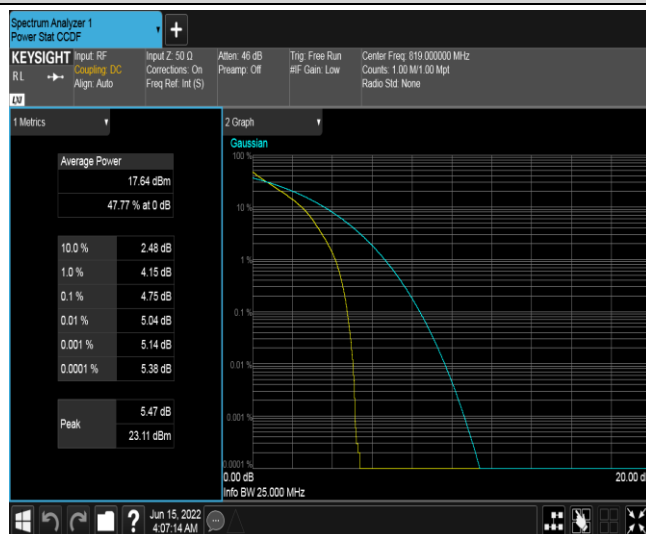 Spectrum Analyzer 1
Power Stat CCDF
+
KEYSIGHT
RL
LXI
Input: RF
Coupling: DC
Align: Auto
Input Z: 50 Ω
Corrections: On
Freq Ref: Int (S)
Atten: 46 dB
Preamp: Off
Trig: Free Run
#IF Gain: Low
Center Freq: 819.000000 MHz
Counts: 1.00 M/1.00 Mpt
Radio Std: None
1 Metrics
Average Power
17.64 dBm
47.77 % at 0 dB
10.0 % 2.48 dB
1.0 % 4.15 dB
0.1 % 4.75 dB
0.01 % 5.04 dB
0.001 % 5.14 dB
0.0001 % 5.38 dB
Peak
5.47 dB
23.11 dBm
2 Graph
Gaussian
100 %
10 %
1 %
0.1 %
0.01 %
0.001 %
0.0001 %
0.00 dB
20.00 d
Info BW 25.000 MHz
?
Jun 15, 2022
4:07:14 AM